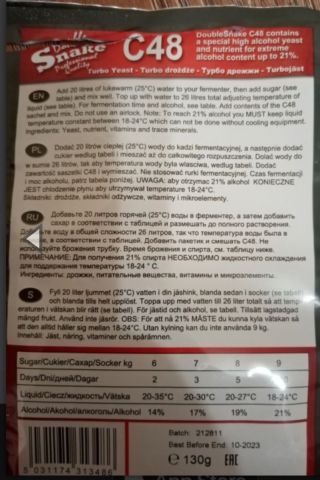 Double
Snake
Professional
Quality
C48
DoubleSnake C48 contains
a special high alcohol yeast
and nutrient for extreme
alcohol content up to 21%.
Turbo Yeast - Turbo drożdże - Турбо дрожжи - Turbojäst
EN
Add 20 litres of lukewarm (25°C) water to your fermenter, then add sugar (see
table) and mix well. Top up with water to 26 litres total adjusting temperature of
liquid (see table). For fermentation time and alcohol, see table. Add contents of the C48
sachet and mix. Do not use an airlock. Note: To reach 21% alcohol you MUST keep liquid
temperature constant between 18-24°C which can not be done without cooling equipment.
Ingredients: Yeast, nutrient, vitamins and trace minerals.
PL
Dodać 20 litrów ciepłej (25°C) wody do kadzi fermentacyjnej, a następnie dodać
cukier według tabeli i mieszać aż do całkowitego rozpuszczenia. Dolać wody do
w sumie 26 litrów, tak aby temperatura wody była właściwa, według tabeli. Dodać
zawartość saszetki C48 i wymieszać. Nie stosować rurki fermentacyjnej. Czas fermentacji
i moc alkoholu, patrz tabela poniżej. UWAGA: aby otrzymać 21% alkohol KONIECZNE
JEST chłodzenie płynu aby utrzymywał temperature 18-24°C.
Składniki: drożdże, składniki odżywcze, witaminy i mikroelementy.
RU
Добавьте 20 литров горячей (25°C) воды в ферментер, а затем добавить
сахар в соответствии с таблицей и размешать до полного растворения.
Добавьте воду в общей сложности 26 литров, так что температура воды была в
в соответствии с таблицей. Добавить пакетик и смешать C48. Не
используйте брожения трубку. Время брожения и спирта, см. таблицу ниже.
ПРИМЕЧАНИЕ: Для получения 21% спирта НЕОБХОДИМО жидкостного охлаждения
для поддержания температуры 18-24° C.
Ингредиенты: дрожжи, питательные вещества, витамины и микроэлементы.
S
Fyll 20 liter ljummet (25°C) vatten i din jäshink, blanda sedan i socker (se tabell)
och blanda tills helt upplöst. Toppa upp med vatten till 26 liter totalt så att temp-
eraturen i vätskan blir rätt (se tabell). För jästid och alkohol, se tabell. Tillsätt lagstadgad
mängd frukt. Använd inte jäsrör. OBS: För att nå 21% MÅSTE du kunna kyla vätskan så
att den alltid håller sig mellan 18-24°C. Utan kylning kan du inte använda 9 kg.
Innehåll: Jäst, näring, vitaminer och spårämnen.
Sugar/Cukier/Сахар/Socker kg 6 7 8 9
Days/Dni/дней/Dagar 2 3 5
Liquid/Ciecz/жидкость/Vätska 20-35°C 20-30°C 20-27°C 18-24°C
Alcohol/Alkohol/алкоголь/Alkohol 14% 17% 19% 21%
Batch: 212811
Best Before End: 10-2023
℮ 130g EAC
5 031174 313486